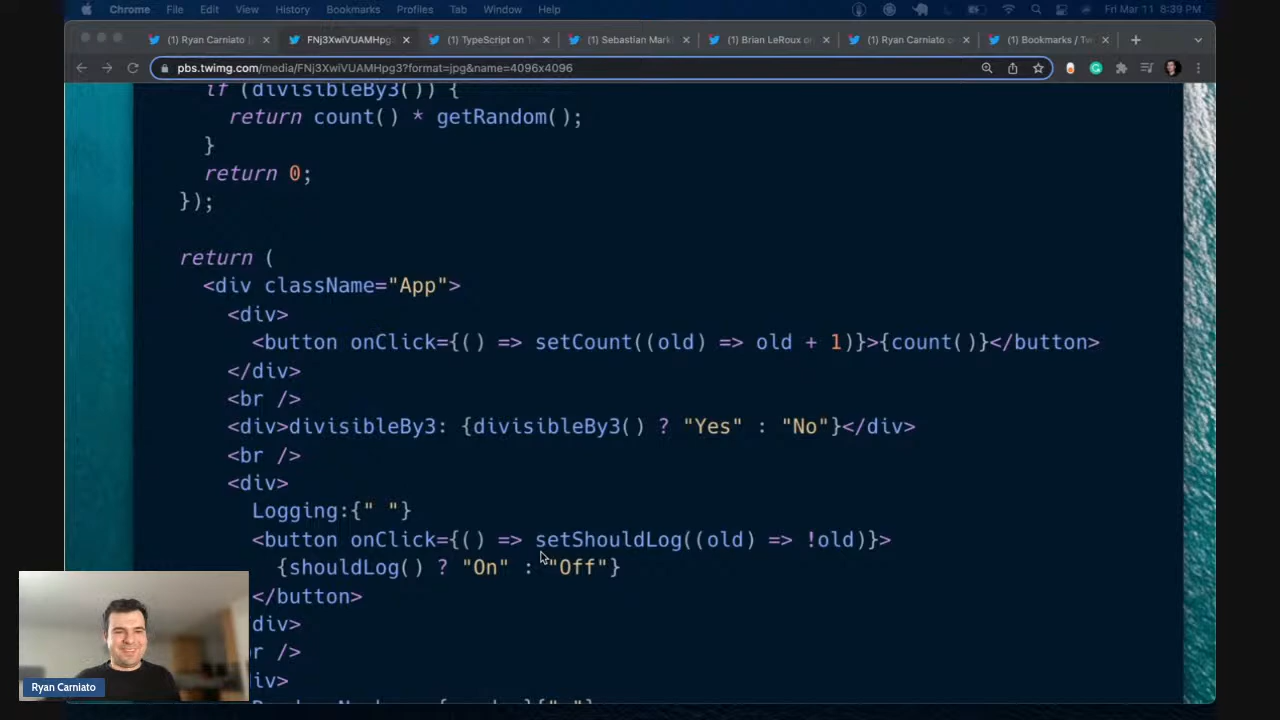 Chrome File Edit View History Bookmarks Profiles Tab Window Help Fri Mar 11 8:39 PM
(1) Ryan Carniato FNj3XwiVUAMHpg (1) TypeScript on T (1) Sebastian Mark (1) Brian LeRoux on (1) Ryan Carniato o (1) Bookmarks / Tw
pbs.twimg.com/media/FNj3XwiVUAMHpg3?format=jpg&name=4096x4096
if (divisibleBy3()) {
return count() * getRandom();
}
return 0;
});
return (
<div className="App">
<div>
<button onClick={() => setCount((old) => old + 1)}>{count()}</button>
</div>
<br />
<div>divisibleBy3: {divisibleBy3() ? "Yes" : "No"}</div>
<br />
<div>
Logging:{" "}
<button onClick={() => setShouldLog((old) => !old)}>
{shouldLog() ? "On" : "Off"}
</button>
div>
r />
iv>
Ryan Carniato